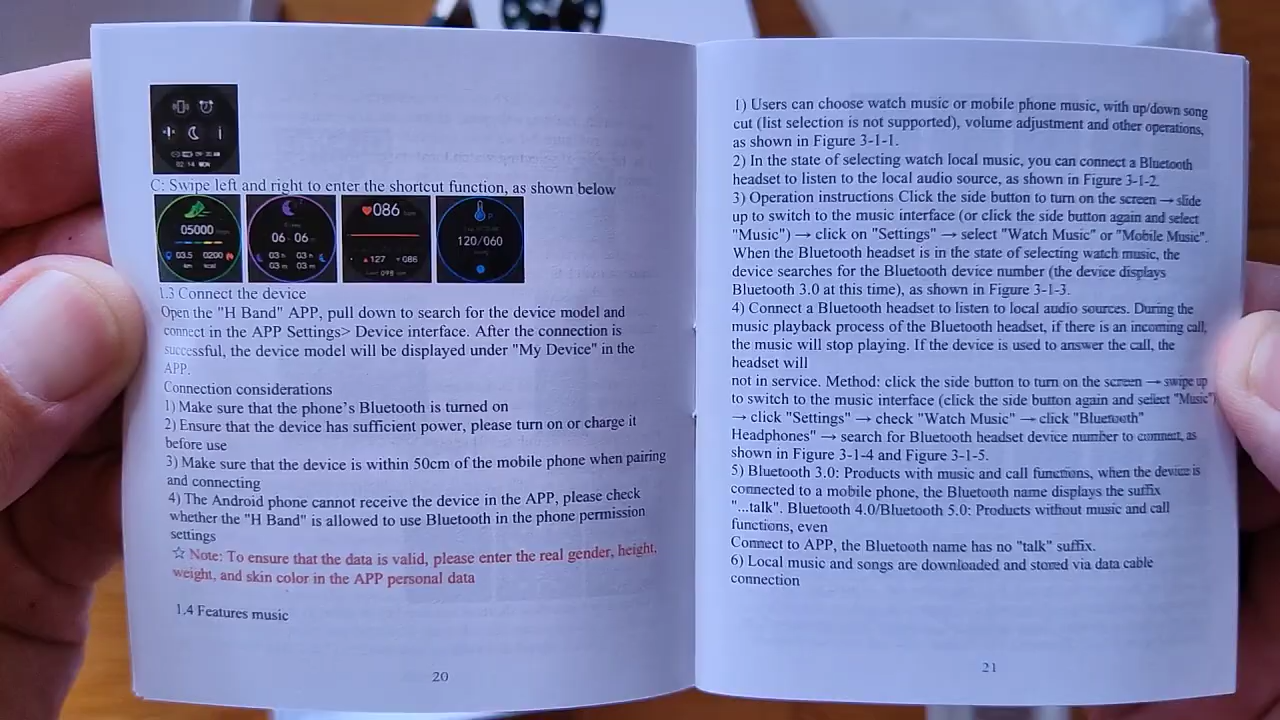 C: Swipe left and right to enter the shortcut function, as shown below
05000
03.5 0200
km kcal
06 06
03 h 03 h
03 m 03 m
086
127 086
120/060
1.3 Connect the device
Open the "H Band" APP, pull down to search for the device model and
connect in the APP Settings> Device interface. After the connection is
successful, the device model will be displayed under "My Device" in the
APP.
Connection considerations
1) Make sure that the phone's Bluetooth is turned on
2) Ensure that the device has sufficient power, please turn on or charge it
before use
3) Make sure that the device is within 50cm of the mobile phone when pairing
and connecting
4) The Android phone cannot receive the device in the APP, please check
whether the "H Band" is allowed to use Bluetooth in the phone permission
settings
☆ Note: To ensure that the data is valid, please enter the real gender, height,
weight, and skin color in the APP personal data
1.4 Features music
20
1) Users can choose watch music or mobile phone music, with up/down song
cut (list selection is not supported), volume adjustment and other operations,
as shown in Figure 3-1-1.
2) In the state of selecting watch local music, you can connect a Bluetooth
headset to listen to the local audio source, as shown in Figure 3-1-2.
3) Operation instructions Click the side button to turn on the screen → slide
up to switch to the music interface (or click the side button again and select
"Music") → click on "Settings" → select "Watch Music" or "Mobile Music".
When the Bluetooth headset is in the state of selecting watch music, the
device searches for the Bluetooth device number (the device displays
Bluetooth 3.0 at this time), as shown in Figure 3-1-3.
4) Connect a Bluetooth headset to listen to local audio sources. During the
music playback process of the Bluetooth headset, if there is an incoming call,
the music will stop playing. If the device is used to answer the call, the
headset will
not in service. Method: click the side button to turn on the screen → swipe up
to switch to the music interface (click the side button again and select "Music")
→ click "Settings" → check "Watch Music" → click "Bluetooth"
Headphones" → search for Bluetooth headset device number to connect, as
shown in Figure 3-1-4 and Figure 3-1-5.
5) Bluetooth 3.0: Products with music and call functions, when the device is
connected to a mobile phone, the Bluetooth name displays the suffix
"...talk". Bluetooth 4.0/Bluetooth 5.0: Products without music and call
functions, even
Connect to APP, the Bluetooth name has no "talk" suffix.
6) Local music and songs are downloaded and stored via data cable
connection
21